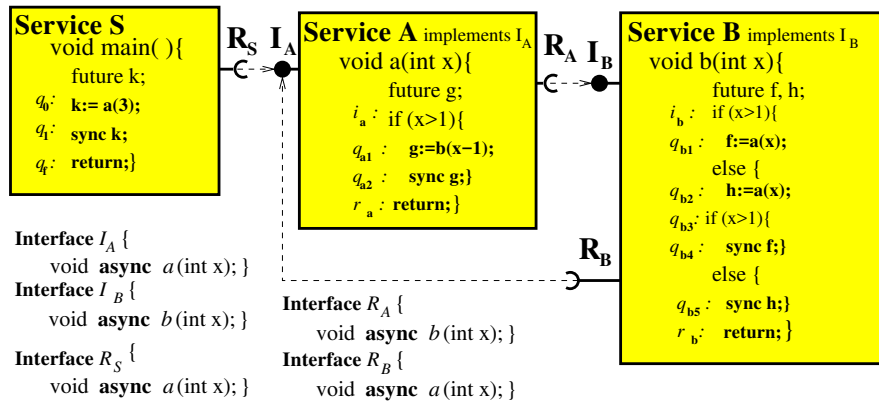 Service S
void main( ){
future k;
q0: k:= a(3);
q1: sync k;
qf: return;}
RS IA
Service A implements IA
void a(int x){
future g;
ia: if (x>1){
qa1: g:=b(x−1);
qa2: sync g;}
ra: return; }
RA IB
Service B implements IB
void b(int x){
future f, h;
ib: if (x>1){
qb1: f:=a(x);
else {
qb2: h:=a(x);
qb3: if (x>1){
qb4: sync f;}
else {
qb5: sync h;}
rb: return; }
RB
Interface IA {
void async a(int x); }
Interface IB {
void async b(int x); }
Interface RS {
void async a(int x); }
Interface RA {
void async b(int x); }
Interface RB {
void async a(int x); }